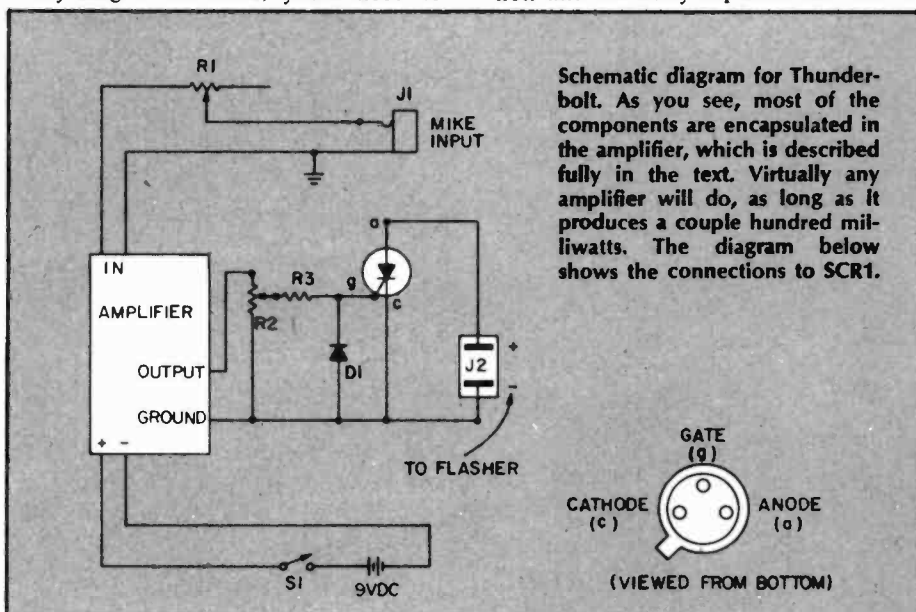 R1
J1
MIKE
INPUT
Schematic diagram for Thunder-
bolt. As you see, most of the
components are encapsulated in
the amplifier, which is described
fully in the text. Virtually any
amplifier will do, as long as it
produces a couple hundred mil-
liwatts. The diagram below
shows the connections to SCR1.
a
IN
AMPLIFIER
R3
g
c
R2
D1
J2
+
-
OUTPUT
GROUND
+ -
TO FLASHER
S1
9VDC
GATE
(g)
CATHODE
(c)
ANODE
(a)
(VIEWED FROM BOTTOM)